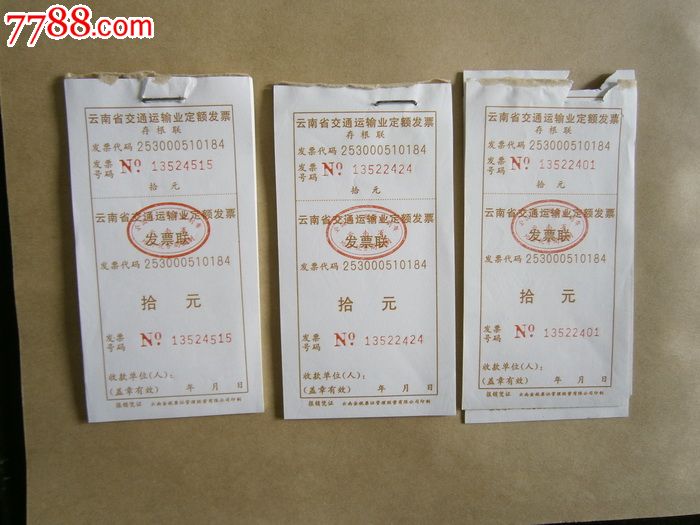 7788.com
云南省交通运输业定额发票
存根联
发票代码 253000510184
发票号码 No 13524515
拾 元
云南省交通运输业定额发票
发票联
发票代码 253000510184
拾 元
发票号码 No 13524515
收款单位(人):
(盖章有效) 年 月 日
报销凭证
云南省交通运输业定额发票
存根联
发票代码 253000510184
发票号码 No 13522424
拾 元
云南省交通运输业定额发票
发票联
发票代码 253000510184
拾 元
发票号码 No 13522424
收款单位(人):
(盖章有效) 年 月 日
报销凭证
云南省交通运输业定额发票
存根联
发票代码 253000510184
发票号码 No 13522401
拾 元
云南省交通运输业定额发票
发票联
发票代码 253000510184
拾 元
发票号码 No 13522401
收款单位(人):
(盖章有效) 年 月 日
报销凭证